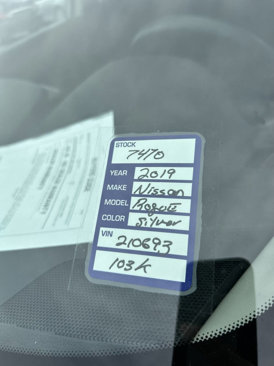 STOCK
7470
YEAR 2019
MAKE Nissan
MODEL Rogue
COLOR Silver
VIN
210693
103K